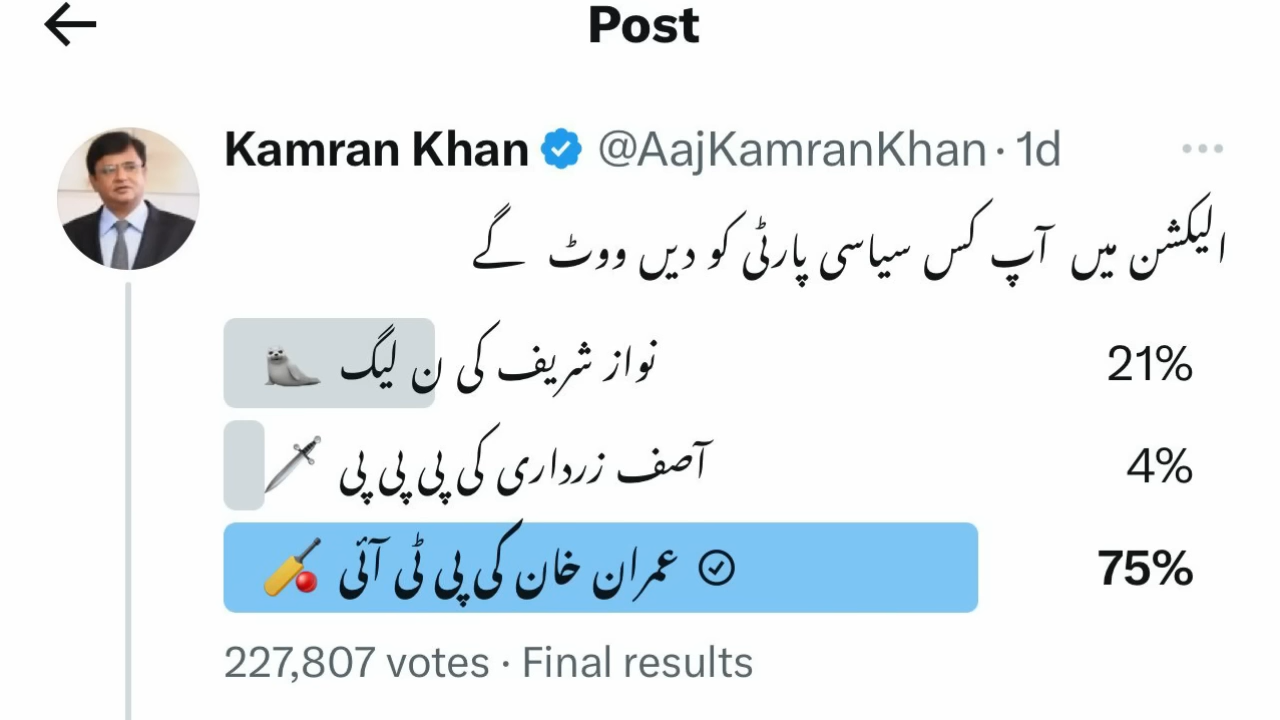 Post
Kamran Khan @AajKamranKhan · 1d
الیکشن میں آپ کس سیاسی پارٹی کو دیں ووٹ گے
نواز شریف کی ن لیگ 21%
آصف زرداری کی پی پی پی 4%
عمران خان کی پی ٹی آئی 75%
227,807 votes · Final results